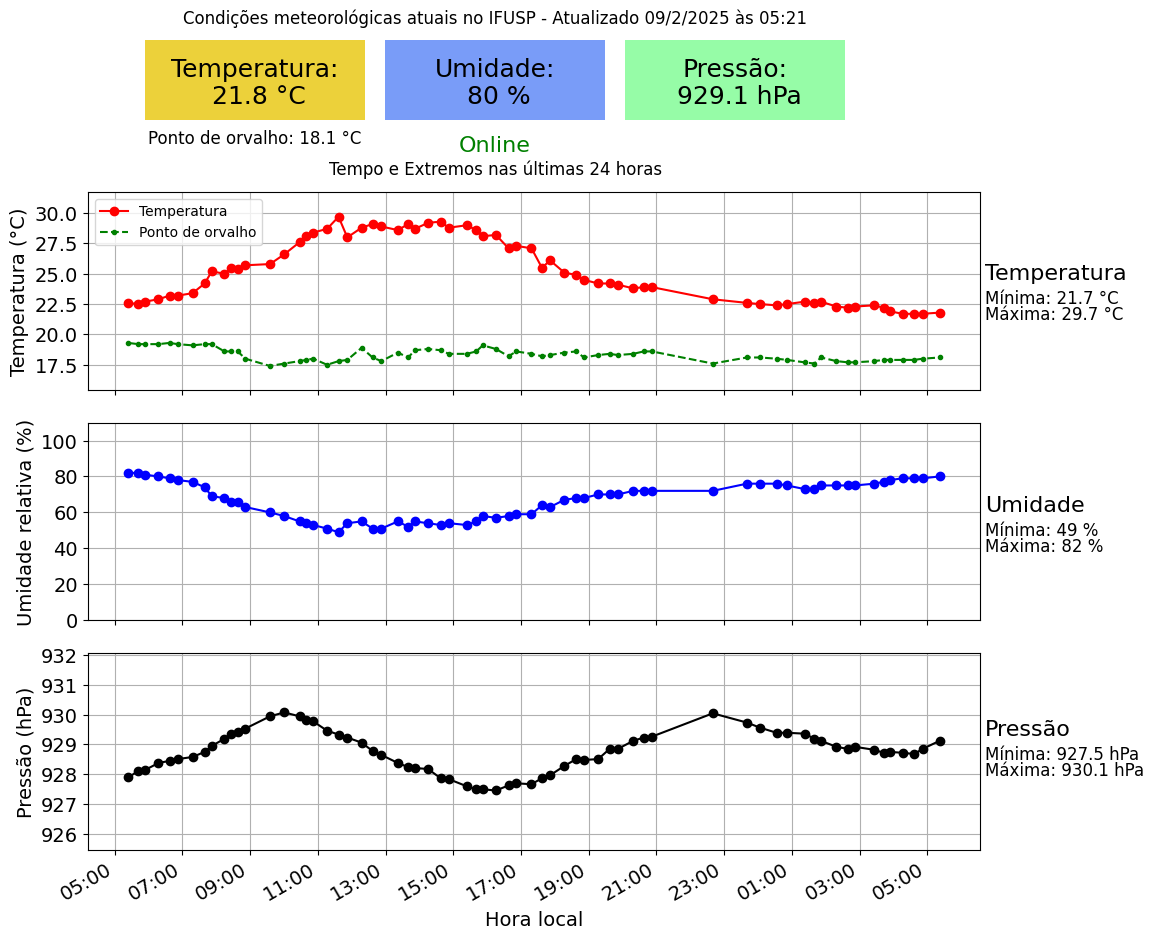 Condições meteorológicas atuais no IFUSP - Atualizado 09/2/2025 às 05:21
Temperatura:
21.8 °C
Umidade:
80 %
Pressão:
929.1 hPa
Ponto de orvalho: 18.1 °C
Online
Tempo e Extremos nas últimas 24 horas
Temperatura (°C)
30.0
27.5
25.0
22.5
20.0
17.5
Temperatura
Ponto de orvalho
Temperatura
Mínima: 21.7 °C
Máxima: 29.7 °C
Umidade relativa (%)
100
80
60
40
20
0
Umidade
Mínima: 49 %
Máxima: 82 %
Pressão (hPa)
932
931
930
929
928
927
926
Pressão
Mínima: 927.5 hPa
Máxima: 930.1 hPa
05:00 07:00 09:00 11:00 13:00 15:00 17:00 19:00 21:00 23:00 01:00 03:00 05:00
Hora local